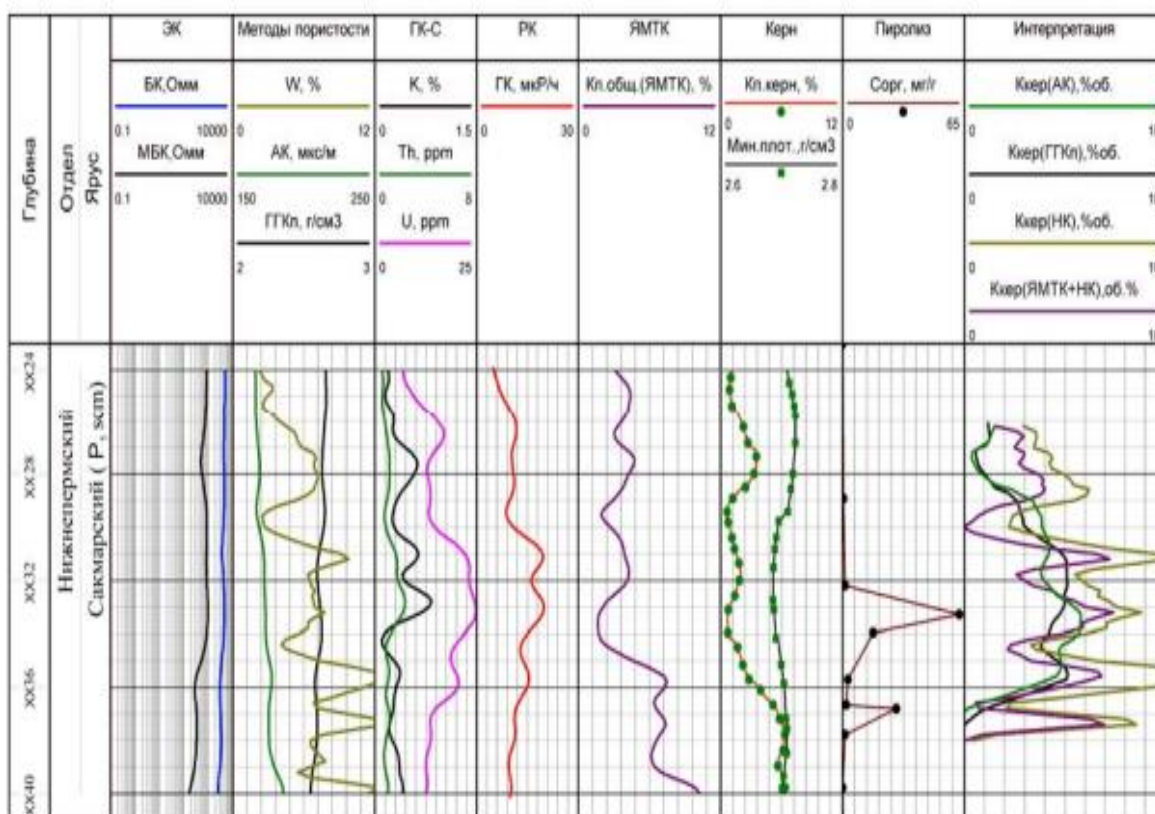 Глубина
Отдел
Ярус
ЭК
Методы пористости
ГК-С
РК
ЯМТК
Керн
Пиролиз
Интерпретация
БК,Омм
0.1 10000
МБК,Омм
0.1 10000
W, %
0 12
АК, мкс/м
150 250
ГГКп, г/см3
2 3
K, %
0 1.5
Th, ppm
0 8
U, ppm
0 25
ГК, мкР/ч
0 30
Кп.общ.(ЯМТК), %
0 12
Кп.керн, %
0 12
Мин.плот.,г/см3
2.6 2.8
Сорг, мг/г
0 65
Ккер(АК),%об.
0
Ккер(ГГКп),%об.
0
Ккер(НК),%об.
0
Ккер(ЯМТК+НК),об.%
0
XX24
XX28
XX32
XX36
XX40
Нижнепермский
Сакмарский ( P, scm)